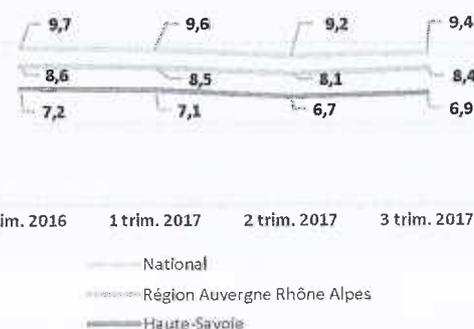 9,7 9,6 9,2 9,4
8,6 8,5 8,1 8,4
7,2 7,1 6,7 6,9
im. 2016 1 trim. 2017 2 trim. 2017 3 trim. 2017
National
Région Auvergne Rhône Alpes
Haute-Savoie